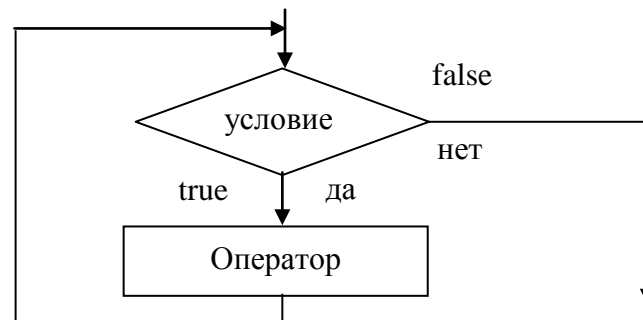 false
условие
нет
true да
Оператор